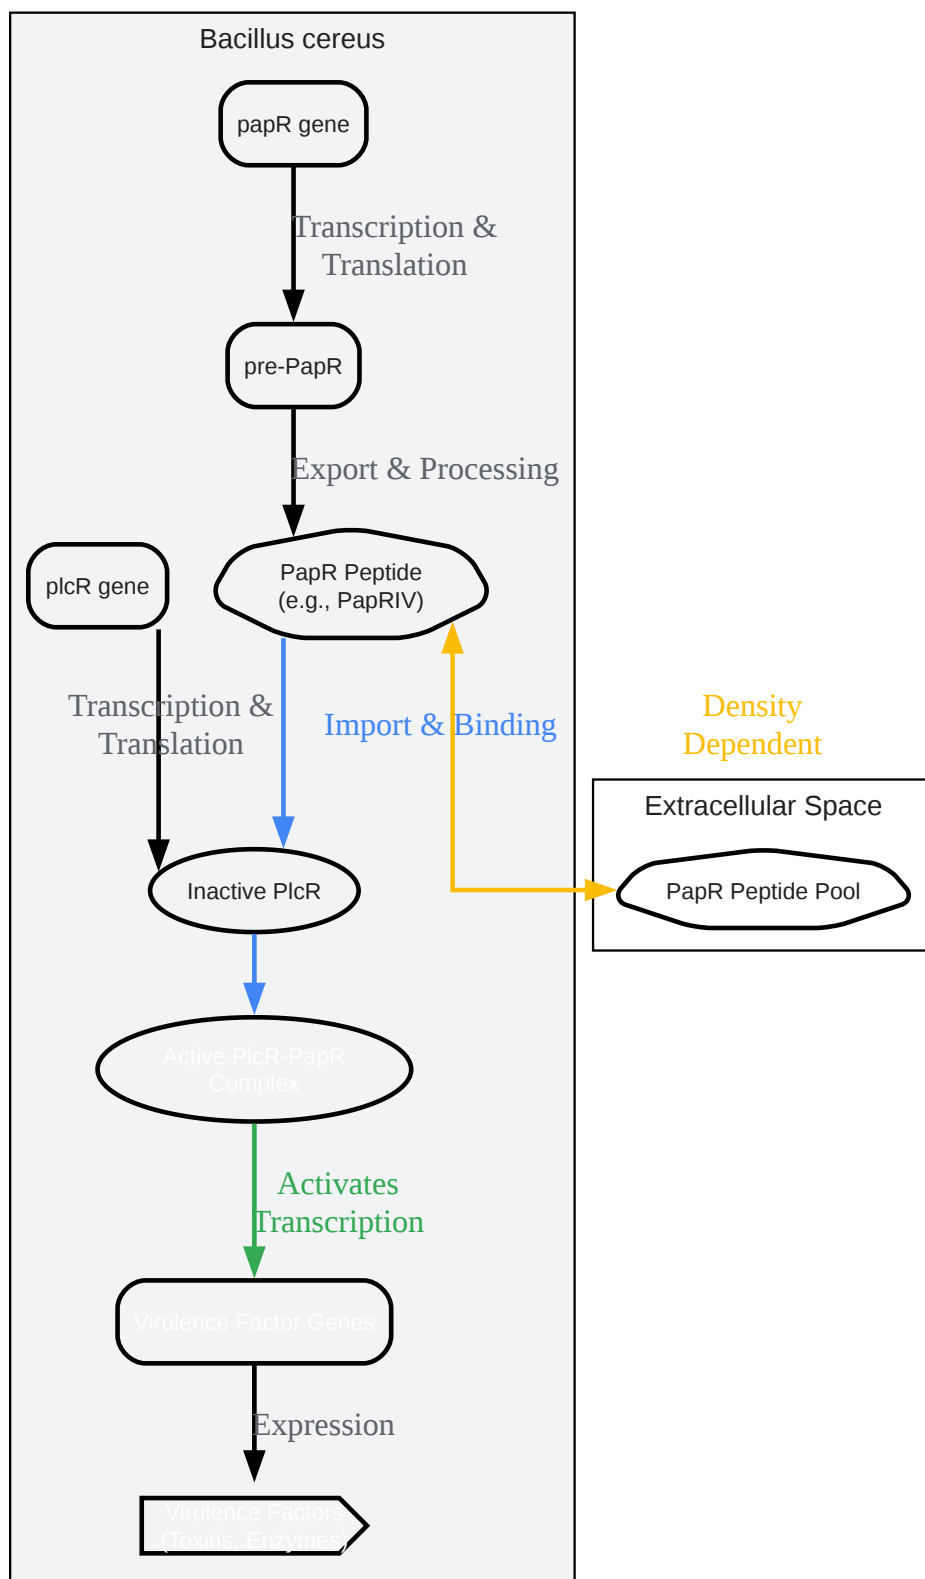 Bacillus cereus
papR gene
Transcription &
Translation
pre-PapR
Export & Processing
plcR gene
PapR Peptide
(e.g., PapRIV)
Transcription &
Translation
Import & Binding
Density
Dependent
Extracellular Space
PapR Peptide Pool
Inactive PlcR
Active PlcR-PapR
Complex
Activates
Transcription
Virulence Factor Genes
Expression
Virulence Factors
(Toxins, Enzymes)